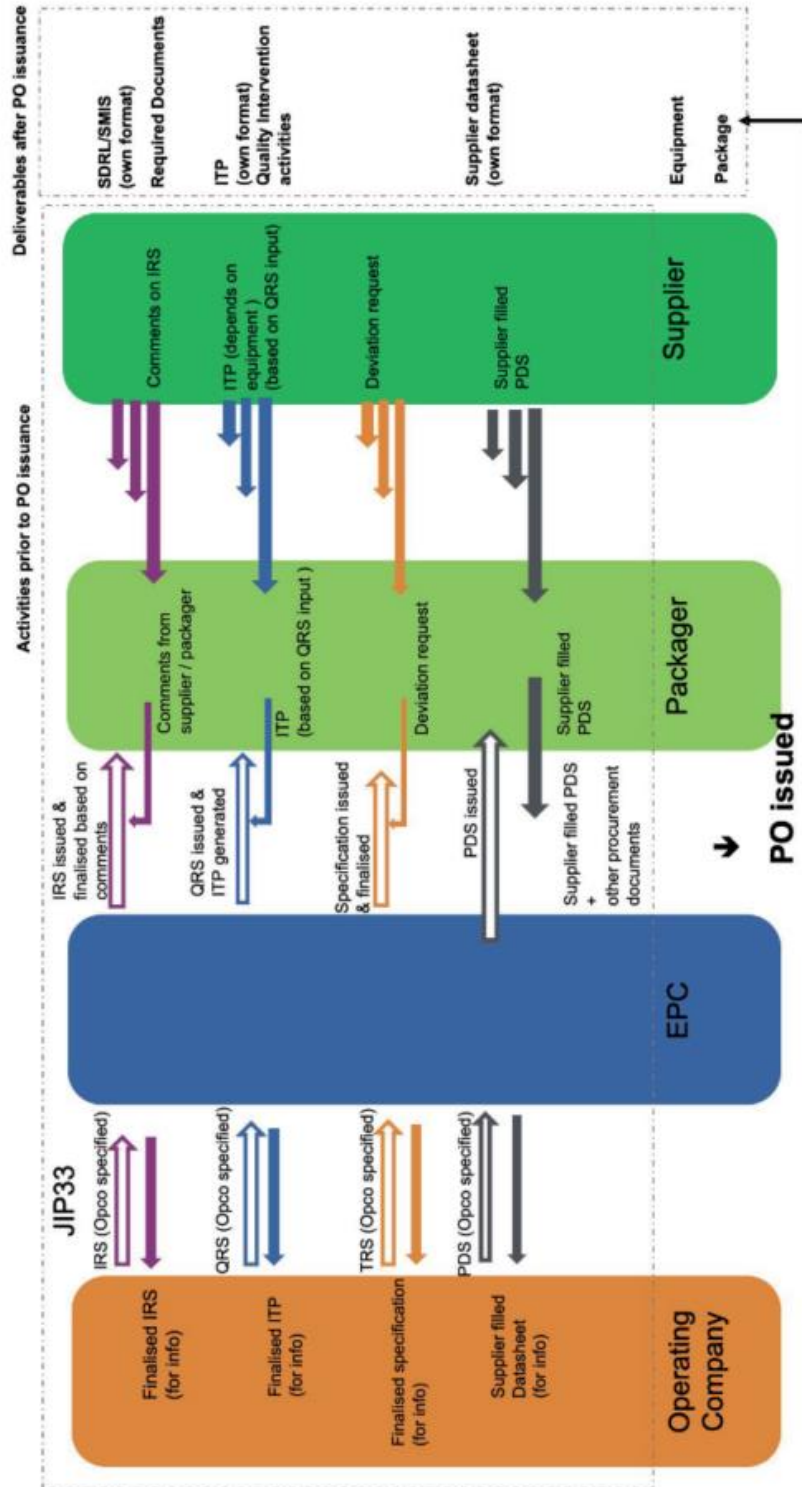 Activities prior to PO issuance
Deliverables after PO issuance
JIP33
IRS (Opco specified)
Finalised IRS
(for info)
IRS issued &
finalised based on
comments
Comments from
supplier / packager
Comments on IRS
SDRL/SMIS
(own format)
Required Documents
QRS (Opco specified)
Finalised ITP
(for info)
QRS issued &
ITP generated
ITP
(based on QRS input )
ITP (depends on
equipment )
(based on QRS input)
ITP
(own format)
Quality Intervention
activities
TRS (Opco specified)
Finalised specification
(for info)
Specification issued
& finalised
Deviation request
Deviation request
PDS (Opco specified)
Supplier filled
Datasheet
(for info)
PDS issued
Supplier filled PDS
+
other procurement
documents
Supplier filled
PDS
Supplier filled
PDS
Supplier datasheet
(own format)
Operating
Company
EPC
Packager
Supplier
Equipment
Package
PO issued